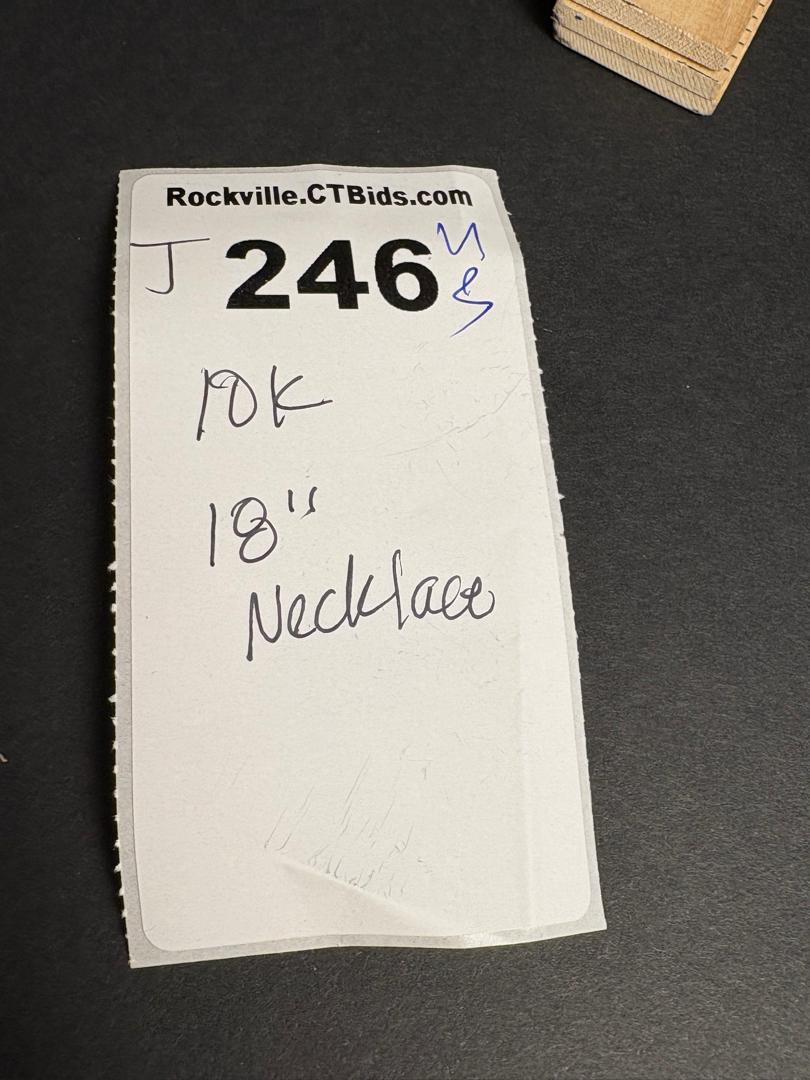 Rockville.CTBids.com
J 246
10K
18"
Necklace